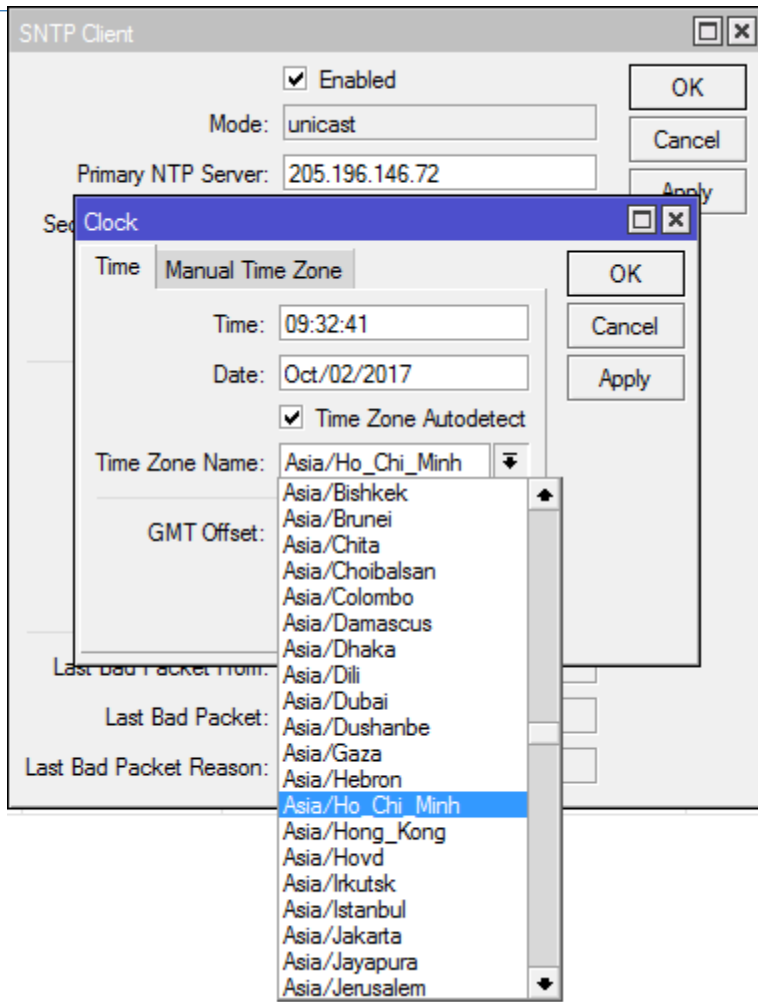 SNTP Client
Enabled
OK
Mode: unicast
Cancel
Primary NTP Server: 205.196.146.72
Apply
Clock
Time Manual Time Zone
OK
Time: 09:32:41
Cancel
Date: Oct/02/2017
Apply
Time Zone Autodetect
Time Zone Name: Asia/Ho_Chi_Minh
GMT Offset:
Asia/Bishkek
Asia/Brunei
Asia/Chita
Asia/Choibalsan
Asia/Colombo
Asia/Damascus
Asia/Dhaka
Asia/Dili
Asia/Dubai
Asia/Dushanbe
Asia/Gaza
Asia/Hebron
Asia/Ho_Chi_Minh
Asia/Hong_Kong
Asia/Hovd
Asia/Irkutsk
Asia/Istanbul
Asia/Jakarta
Asia/Jayapura
Asia/Jerusalem
Last Bad Packet From:
Last Bad Packet:
Last Bad Packet Reason: